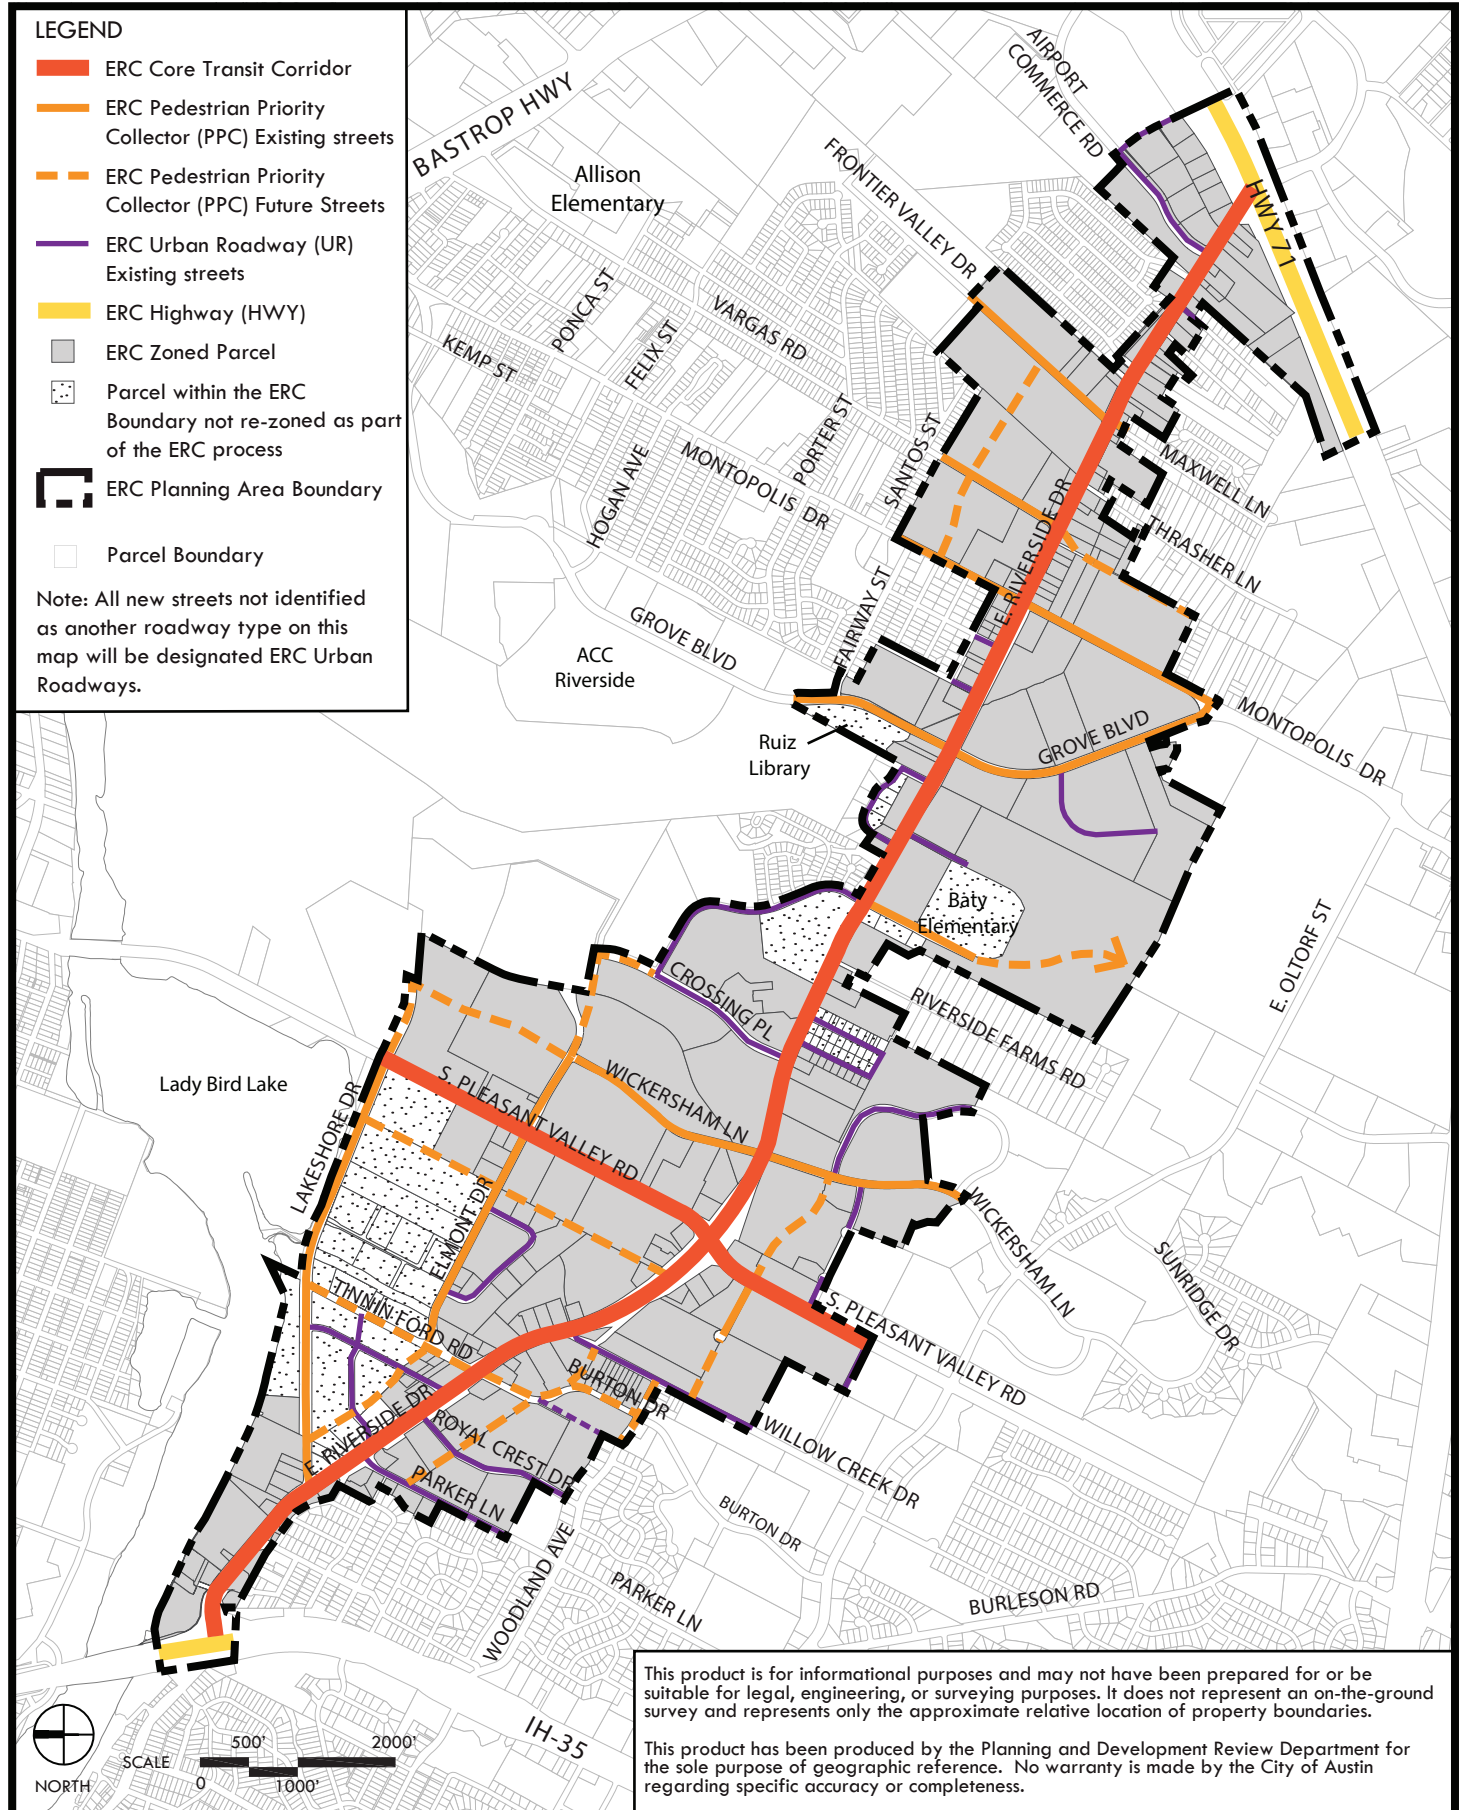 LEGEND
ERC Core Transit Corridor
ERC Pedestrian Priority
Collector (PPC) Existing streets
ERC Pedestrian Priority
Collector (PPC) Future Streets
ERC Urban Roadway (UR)
Existing streets
ERC Highway (HWY)
ERC Zoned Parcel
Parcel within the ERC
Boundary not re-zoned as part
of the ERC process
ERC Planning Area Boundary
Parcel Boundary
Note: All new streets not identified
as another roadway type on this
map will be designated ERC Urban
Roadways.
BASTROP HWY
AIRPORT
COMMERCE RD
Allison
Elementary
FRONTIER VALLEY DR
HWY 71
PONCA ST
FELIX ST
VARGAS RD
KEMP ST
PORTER ST
SANTOS ST
HOGAN AVE
MONTOPOLIS DR
MAXWELL LN
THRASHER LN
E. RIVERSIDE DR
FAIRWAY ST
GROVE BLVD
ACC
Riverside
Ruiz
Library
GROVE BLVD
MONTOPOLIS DR
Baty
Elementary
E. OLTORF ST
CROSSING PL
RIVERSIDE FARMS RD
Lady Bird Lake
LAKESHORE DR
S. PLEASANT VALLEY RD
WICKERSHAM LN
ELMONT DR
WICKERSHAM LN
SUNRIDGE DR
TINNIN FORD RD
S. PLEASANT VALLEY RD
BURTON DR
E. RIVERSIDE DR
ROYAL CREST DR
PARKER LN
WILLOW CREEK DR
BURTON DR
WOODLAND AVE
PARKER LN
BURLESON RD
IH-35
NORTH
SCALE
500'
2000'
0
1000'
This product is for informational purposes and may not have been prepared for or be
suitable for legal, engineering, or surveying purposes. It does not represent an on-the-ground
survey and represents only the approximate relative location of property boundaries.
This product has been produced by the Planning and Development Review Department for
the sole purpose of geographic reference.  No warranty is made by the City of Austin
regarding specific accuracy or completeness.